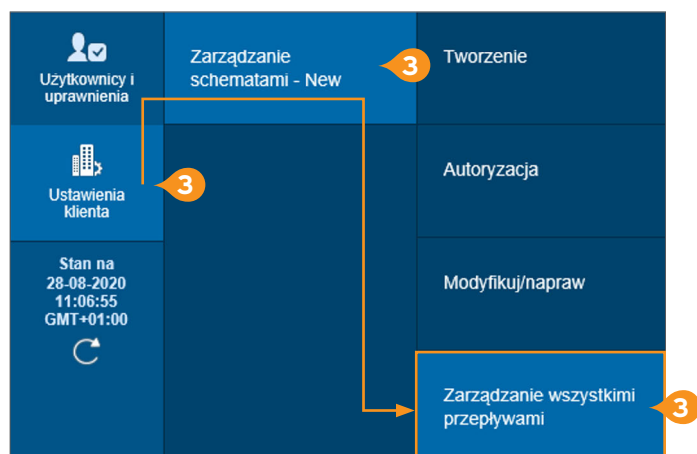 Użytkownicy i
uprawnienia
Ustawienia
klienta
Stan na
28-08-2020
11:06:55
GMT+01:00
Zarządzanie
schematami - New
3
Tworzenie
3
Autoryzacja
Modyfikuj/napraw
Zarządzanie wszystkimi
przepływami
3